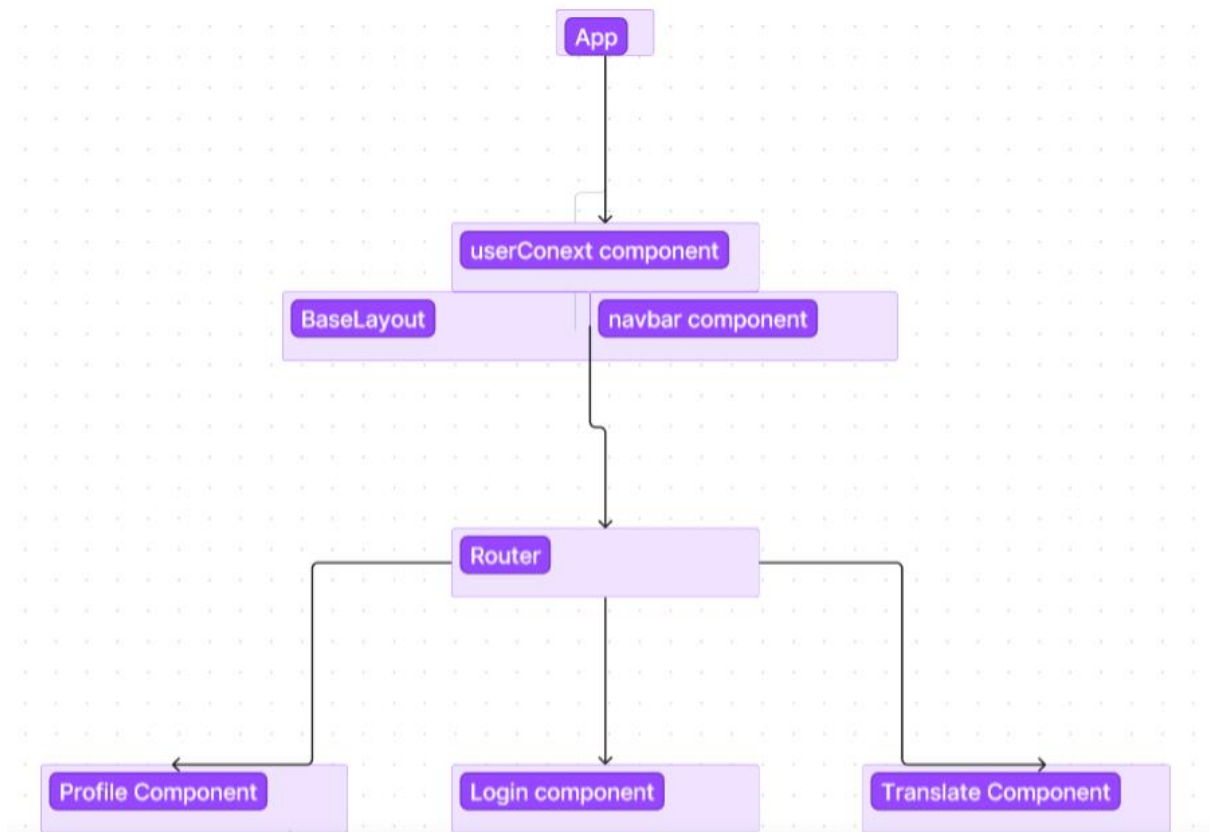 App
userConext component
BaseLayout
navbar component
Router
Profile Component
Login component
Translate Component